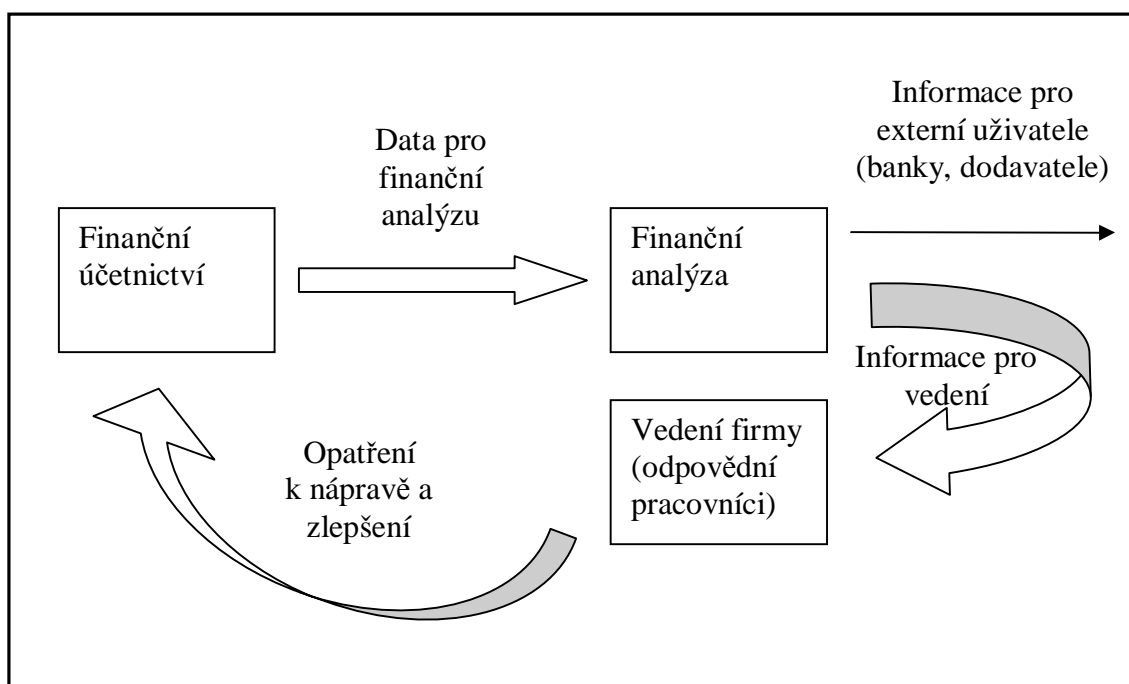 Informace pro
externí uživatele
(banky, dodavatele)
Data pro
finanční
analýzu
Finanční
účetnictví
Finanční
analýza
Informace pro
vedení
Vedení firmy
(odpovědní
pracovníci)
Opatření
k nápravě a
zlepšení